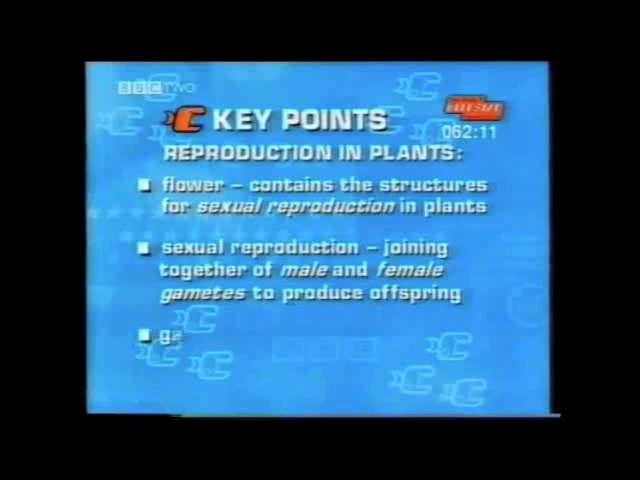 BBC TWO
C KEY POINTS
062:11
REPRODUCTION IN PLANTS:
flower – contains the structures
for sexual reproduction in plants
sexual reproduction – joining
together of male and female
gametes to produce offspring